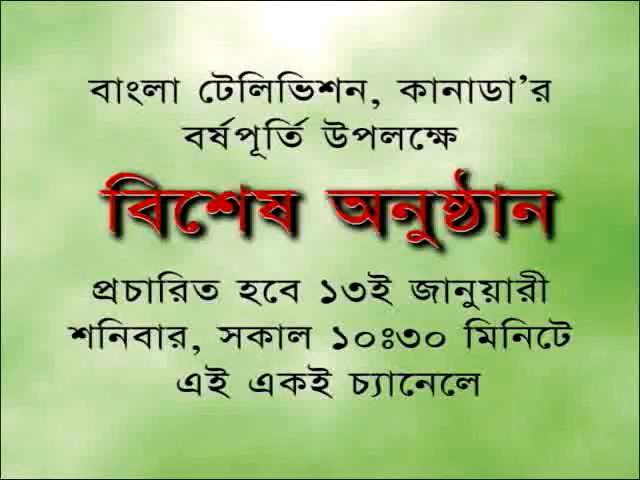 বাংলা টেলিভিশন, কানাডা’র
বর্ষপূর্তি উপলক্ষে
বিশেষ অনুষ্ঠান
প্রচারিত হবে ১৩ই জানুয়ারী
শনিবার, সকাল ১০ঃ৩০ মিনিটে
এই একই চ্যানেলে